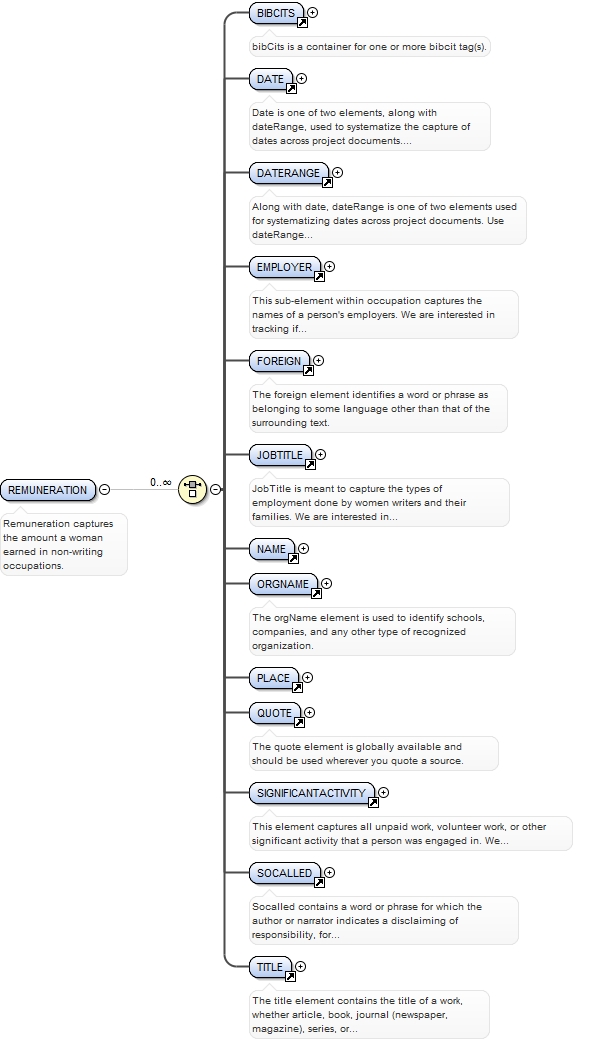 BIBCITS
bibCits is a container for one or more bibcit tag(s).
DATE
Date is one of two elements, along with
dateRange, used to systematize the capture of
dates across project documents....
DATERANGE
Along with date, dateRange is one of two elements used
for systematizing dates across project documents. Use
dateRange...
EMPLOYER
This sub-element within occupation captures the
names of a person's employers. We are interested in
tracking if...
FOREIGN
The foreign element identifies a word or phrase as
belonging to some language other than that of the
surrounding text.
JOBTITLE
JobTitle is meant to capture the types of
employment done by women writers and their
families. We are interested in...
REMUNERATION
0..∞
Remuneration captures
the amount a woman
earned in non-writing
occupations.
NAME
ORGNAME
The orgName element is used to identify schools,
companies, and any other type of recognized
organization.
PLACE
QUOTE
The quote element is globally available and
should be used wherever you quote a source.
SIGNIFICANTACTIVITY
This element captures all unpaid work, volunteer work, or other
significant activity that a person was engaged in. We...
SOCALLED
Socalled contains a word or phrase for which the
author or narrator indicates a disclaiming of
responsibility, for...
TITLE
The title element contains the title of a work,
whether article, book, journal (newspaper,
magazine), series, or...